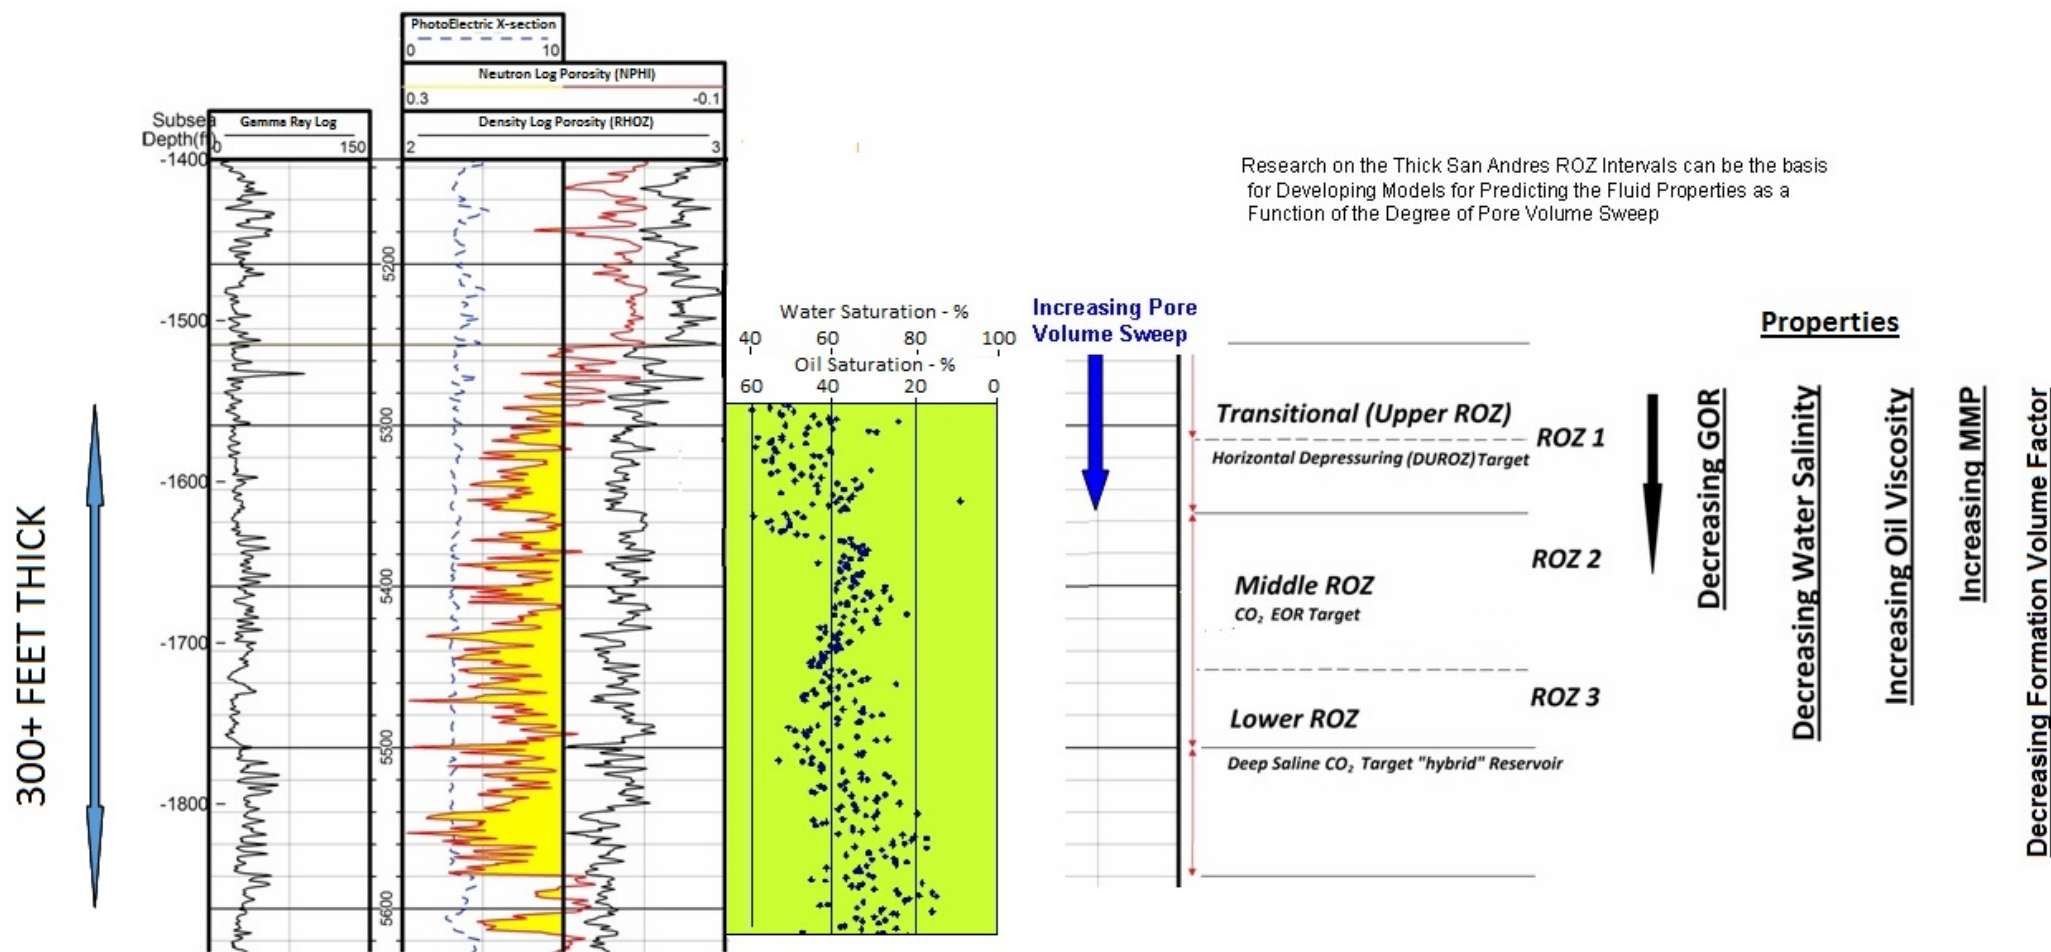 PhotoElectric X-section
0 10
Neutron Log Porosity (NPHI)
0.3 -0.1
Subsea
Depth(ft)
Gamma Ray Log
0 150
Density Log Porosity (RHOZ)
2 3
-1400
-1500
-1600
-1700
-1800
5200
5300
5400
5500
5600
300+ FEET THICK
Water Saturation - %
40 60 80 100
Oil Saturation - %
60 40 20 0
Research on the Thick San Andres ROZ Intervals can be the basis
for Developing Models for Predicting the Fluid Properties as a
Function of the Degree of Pore Volume Sweep
Increasing Pore
Volume Sweep
Transitional (Upper ROZ)
ROZ 1
Horizontal Depressuring (DUROZ) Target
ROZ 2
Middle ROZ
CO₂ EOR Target
ROZ 3
Lower ROZ
Deep Saline CO₂ Target "hybrid" Reservoir
Properties
Decreasing GOR
Decreasing Water Salinity
Increasing Oil Viscosity
Increasing MMP
Decreasing Formation Volume Factor